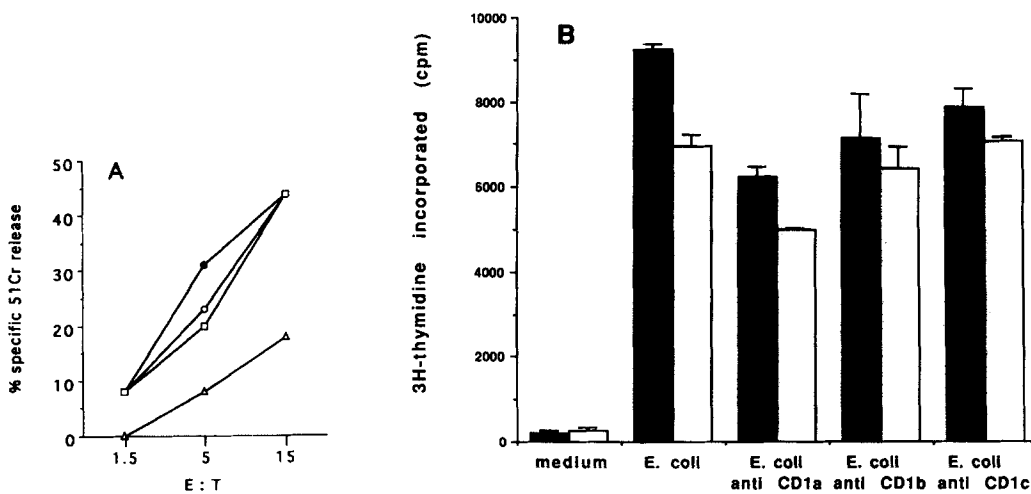 A
% specific 51Cr release
50
40
30
20
10
0
1.5 5 15
E : T
B
3H-thymidine incorporated (cpm)
10000
8000
6000
4000
2000
0
medium E. coli E. coli E. coli E. coli
anti CD1a anti CD1b anti CD1c